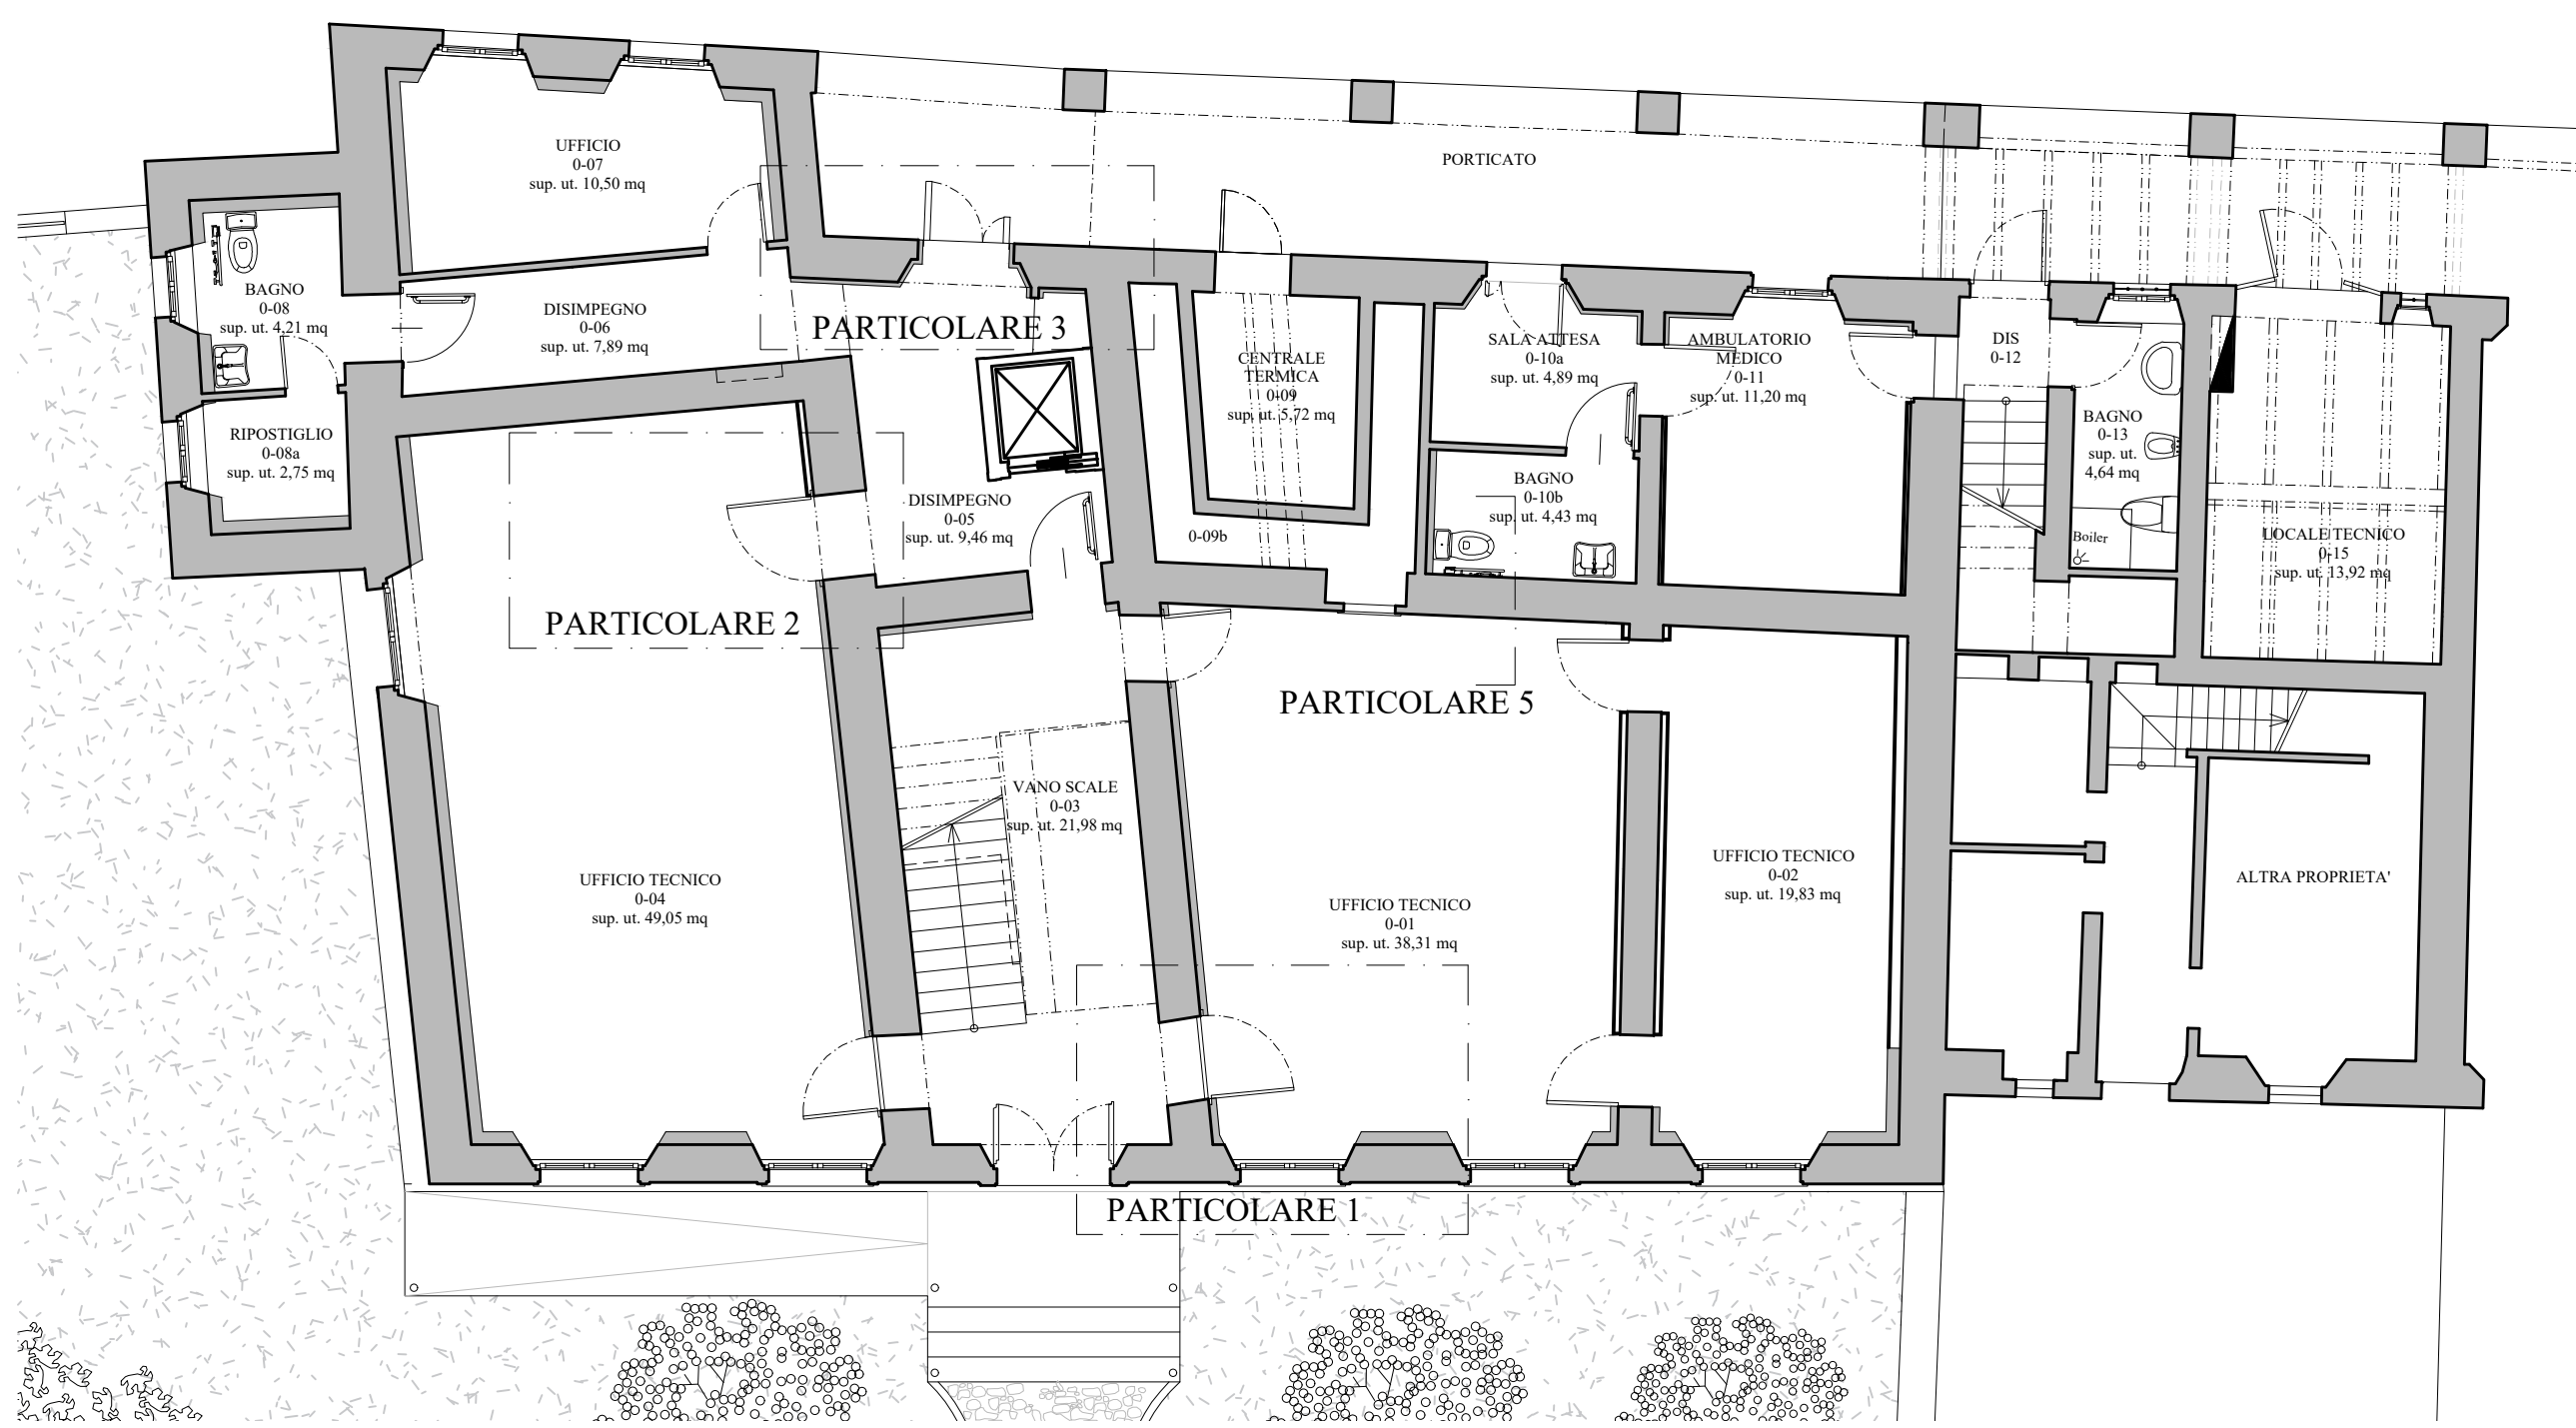 UFFICIO
0-07
sup. ut. 10,50 mq
PORTICATO
BAGNO
0-08
sup. ut. 4,21 mq
DISIMPEGNO
0-06
sup. ut. 7,89 mq
PARTICOLARE 3
CENTRALE
TERMICA
0-09
sup. ut. 5,72 mq
SALA ATTESA
0-10a
sup. ut. 4,89 mq
AMBULATORIO
MEDICO
0-11
sup. ut. 11,20 mq
DIS
0-12
BAGNO
0-13
sup. ut.
4,64 mq
RIPOSTIGLIO
0-08a
sup. ut. 2,75 mq
DISIMPEGNO
0-05
sup. ut. 9,46 mq
0-09b
BAGNO
0-10b
sup. ut. 4,43 mq
Boiler
LOCALE TECNICO
0-15
sup. ut. 13,92 mq
PARTICOLARE 2
PARTICOLARE 5
VANO SCALE
0-03
sup. ut. 21,98 mq
UFFICIO TECNICO
0-04
sup. ut. 49,05 mq
UFFICIO TECNICO
0-01
sup. ut. 38,31 mq
UFFICIO TECNICO
0-02
sup. ut. 19,83 mq
ALTRA PROPRIETA'
PARTICOLARE 1